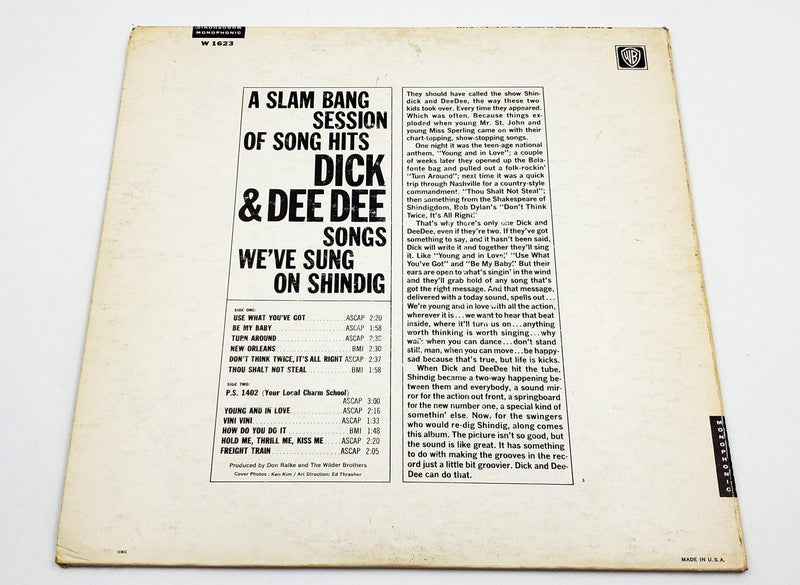 MONOPHONIC
W 1623
WB
A SLAM BANG
SESSION
OF SONG HITS
DICK
& DEE DEE
SONGS
WE'VE SUNG
ON SHINDIG
SIDE ONE:
USE WHAT YOU'VE GOT..........ASCAP 2:20
BE MY BABY..........ASCAP 1:58
TURN AROUND..........ASCAP 2:30
NEW ORLEANS..........BMI 2:30
DON'T THINK TWICE, IT'S ALL RIGHT ASCAP 2:37
THOU SHALT NOT STEAL..........BMI 1:58
SIDE TWO:
P.S. 1402 (Your Local Charm School)
ASCAP 3:00
YOUNG AND IN LOVE..........ASCAP 2:16
VINI VINI..........ASCAP 1:33
HOW DO YOU DO IT..........BMI 1:48
HOLD ME, THRILL ME, KISS ME....ASCAP 2:20
FREIGHT TRAIN..........ASCAP 2:05
Produced by Don Ralke and The Wilder Brothers
Cover Photos: Ken Kim / Art Direction: Ed Thrasher
They should have called the show Shin-
dick and DeeDee, the way these two
kids took over. Every time they appeared.
Which was often. Because things ex-
ploded when young Mr. St. John and
young Miss Sperling came on with their
chart-topping, show-stopping songs.
One night it was the teen-age national
anthem, "Young and in Love"; a couple
of weeks later they opened up the Bela-
fonte bag and pulled out a folk-rockin'
"Turn Around"; next time it was a quick
trip through Nashville for a country-style
commandment, "Thou Shalt Not Steal";
then something from the Shakespeare of
Shindigdom, Bob Dylan's "Don't Think
Twice, It's All Right."
That's why there's only one Dick and
DeeDee, even if they're two. If they've got
something to say, and it hasn't been said,
Dick will write it and together they'll sing
it. Like "Young and in Love," "Use What
You've Got" and "Be My Baby." But their
ears are open to what's singin' in the wind
and they'll grab hold of any song that's
got the right message. And that message,
delivered with a today sound, spells out...
We're young and in love with all the action,
wherever it is...we want to hear that beat
inside, where it'll turn us on...anything
worth thinking is worth singing...why
walk when you can dance...don't stand
still, man, when you can move...be happy-
sad because that's true, but life is kicks.
When Dick and DeeDee hit the tube,
Shindig became a two-way happening be-
tween them and everybody, a sound mir-
ror for the action out front, a springboard
for the new number one, a special kind of
somethin' else. Now, for the swingers
who would re-dig Shindig, along comes
this album. The picture isn't so good, but
the sound is like great. It has something
to do with making the grooves in the rec-
ord just a little bit groovier. Dick and Dee-
Dee can do that.
3
MONOPHONIC
CBC
MADE IN U.S.A.